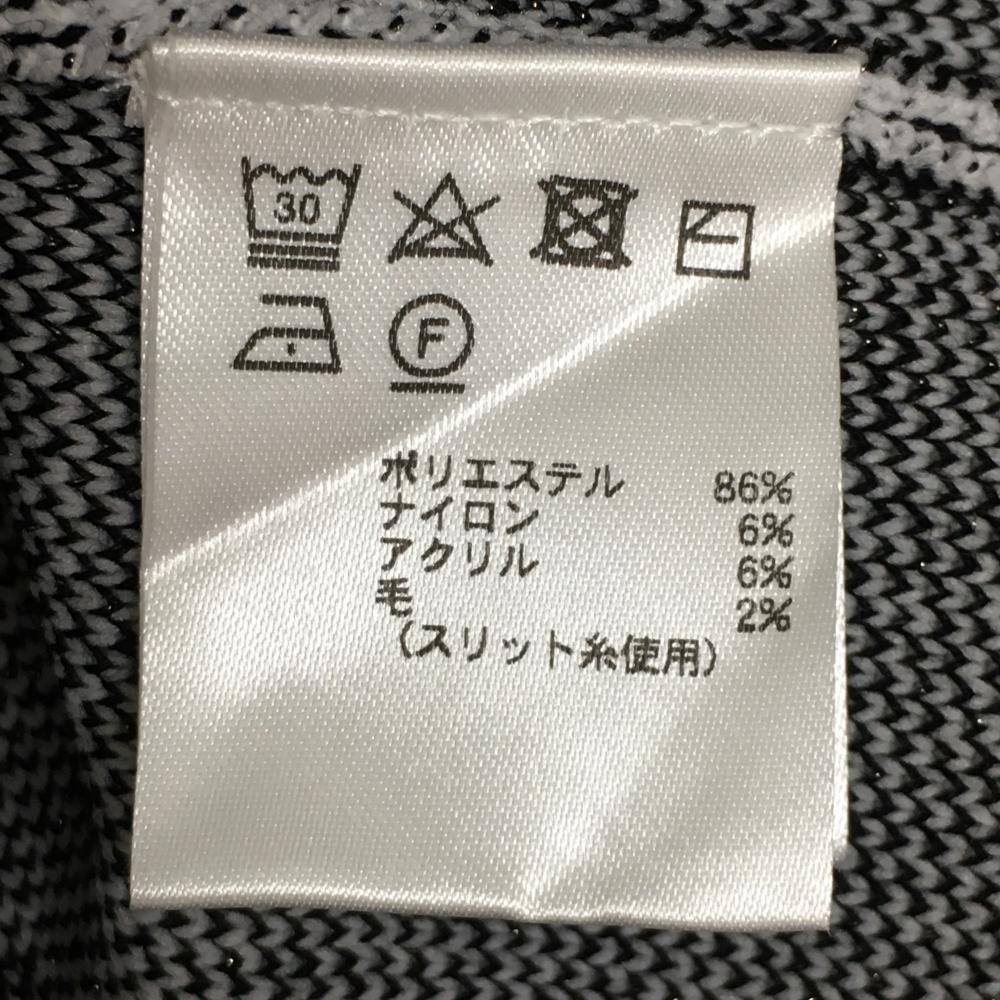 30
F
ポリエステル 86%
ナイロン 6%
アクリル 6%
毛 2%
(スリット糸使用)